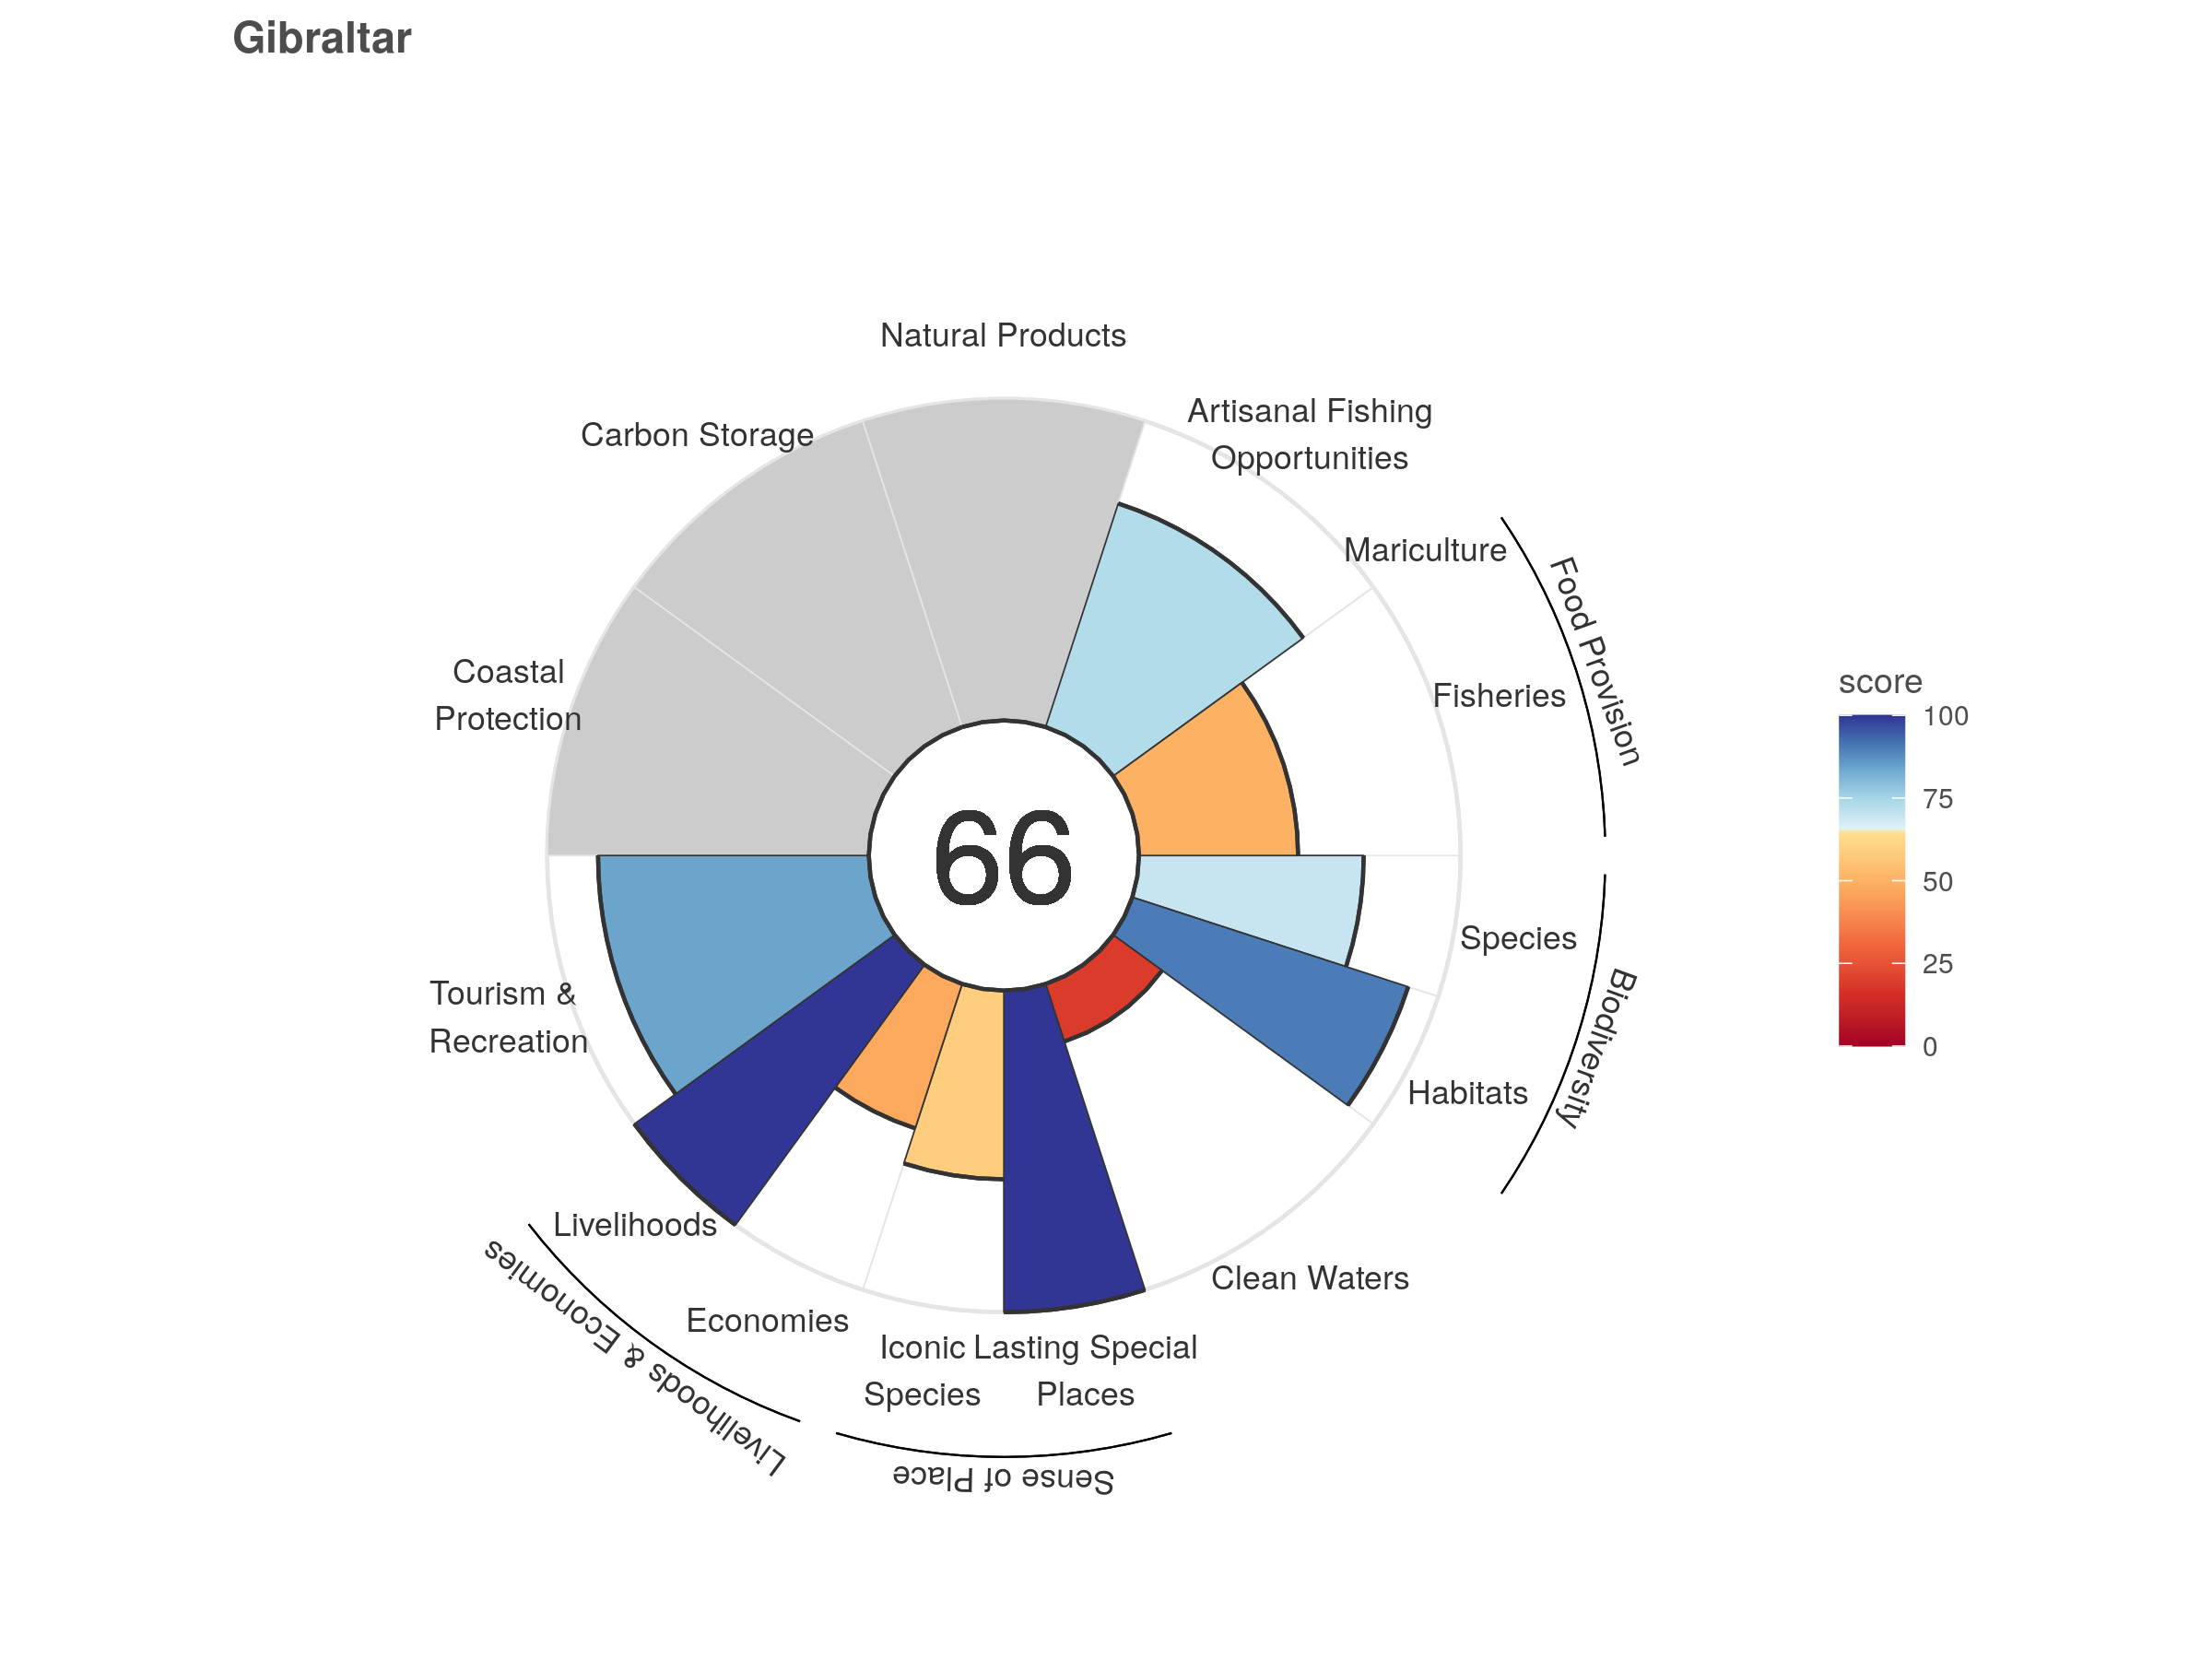 Gibraltar
Natural Products
Artisanal Fishing
Opportunities
Carbon Storage
Mariculture
Food Provision
Fisheries
Coastal
Protection
score
100
75
50
25
0
66
Species
Biodiversity
Habitats
Tourism &
Recreation
Livelihoods
Livelihoods & Economies
Economies
Clean Waters
Iconic
Species
Lasting Special
Places
Sense of Place